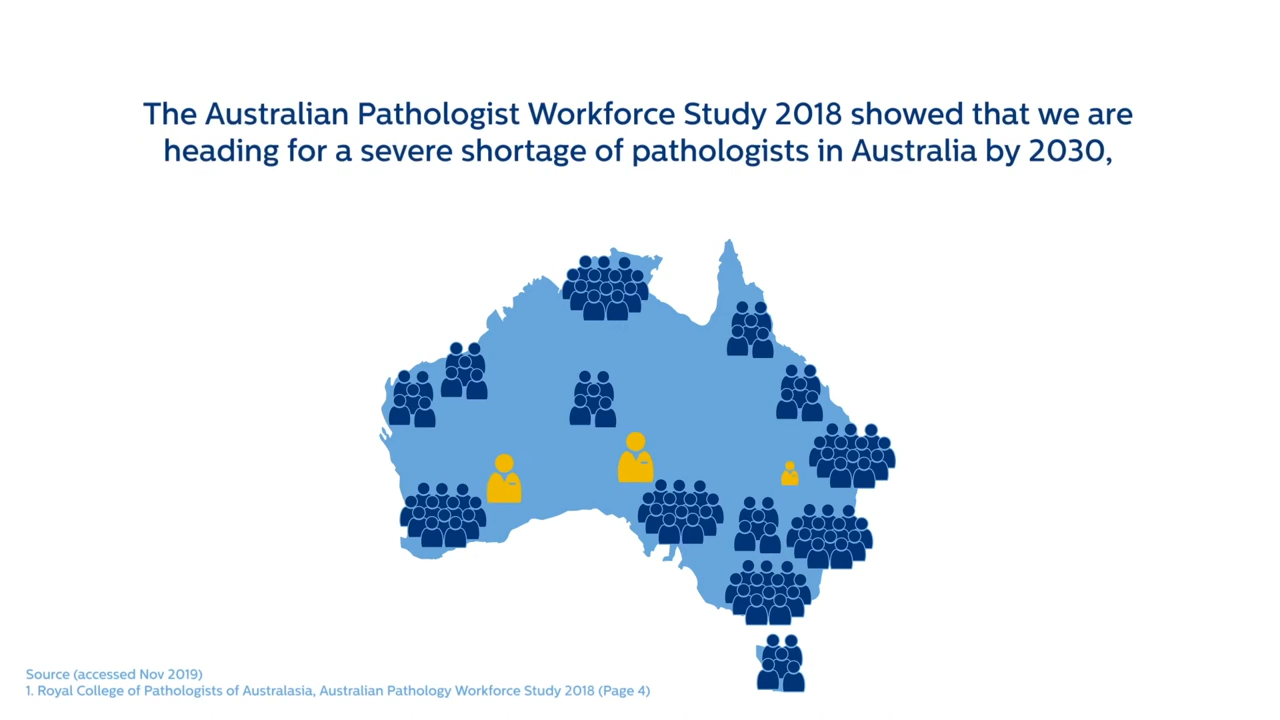 The Australian Pathologist Workforce Study 2018 showed that we are
heading for a severe shortage of pathologists in Australia by 2030,
Source (accessed Nov 2019)
1. Royal College of Pathologists of Australasia, Australian Pathology Workforce Study 2018 (Page 4)